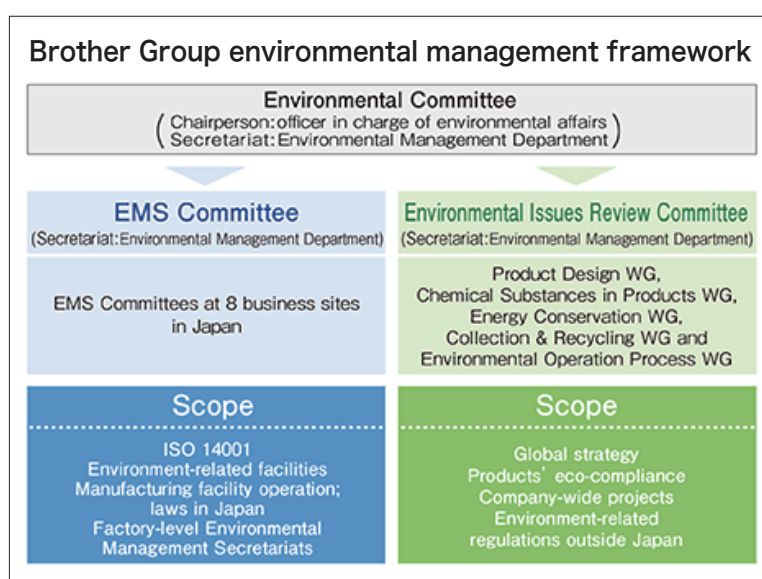 Brother Group environmental management framework
Environmental Committee
(Chairperson:officer in charge of environmental affairs
Secretariat:Environmental Management Department)
EMS Committee
(Secretariat:Environmental Management Department)
EMS Committees at 8 business sites
in Japan
Scope
ISO 14001
Environment-related facilities
Manufacturing facility operation;
laws in Japan
Factory-level Environmental
Management Secretariats
Environmental Issues Review Committee
(Secretariat:Environmental Management Department)
Product Design WG,
Chemical Substances in Products WG,
Energy Conservation WG,
Collection & Recycling WG and
Environmental Operation Process WG
Scope
Global strategy
Products' eco-compliance
Company-wide projects
Environment-related
regulations outside Japan